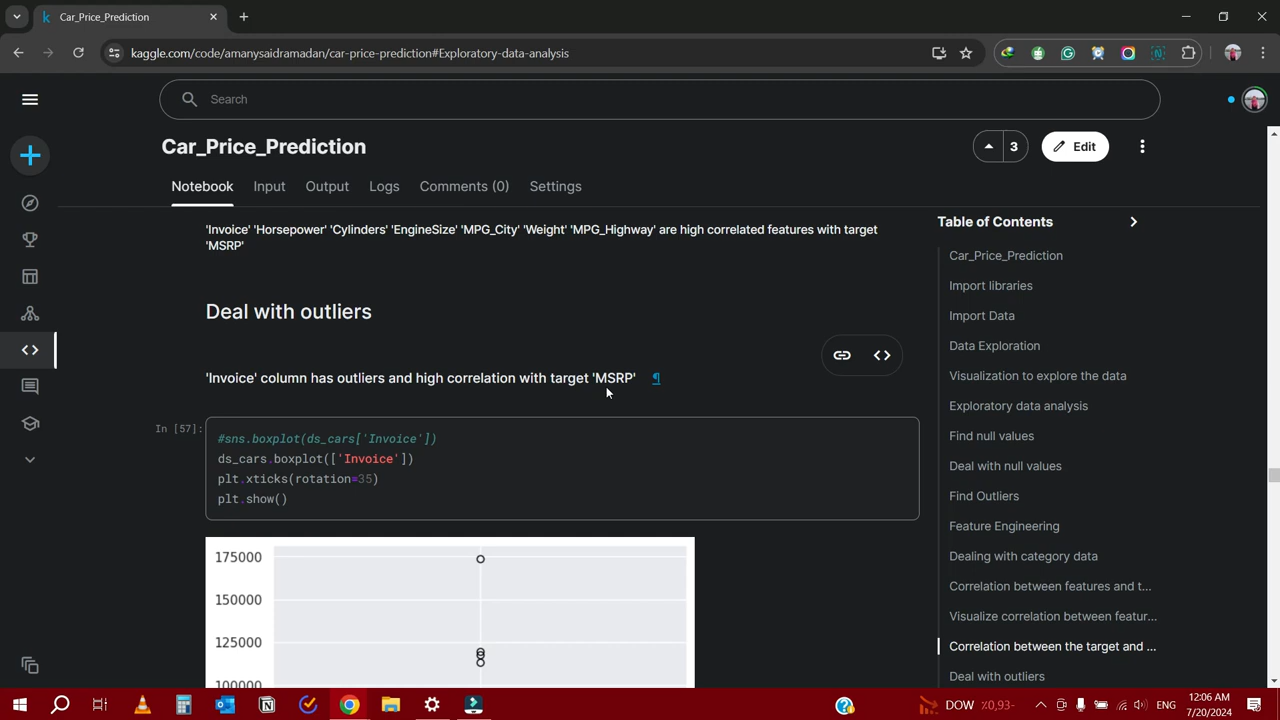 Car_Price_Prediction
kaggle.com/code/amanysaidramadan/car-price-prediction#Exploratory-data-analysis
Search
Car_Price_Prediction
3
Edit
Notebook
Input
Output
Logs
Comments (0)
Settings
'Invoice' 'Horsepower' 'Cylinders' 'EngineSize' 'MPG_City' 'Weight' 'MPG_Highway' are high correlated features with target
'MSRP'
Deal with outliers
'Invoice' column has outliers and high correlation with target 'MSRP' ¶
In [57]:
#sns.boxplot(ds_cars['Invoice'])
ds_cars.boxplot(['Invoice'])
plt.xticks(rotation=35)
plt.show()
175000
150000
125000
100000
Table of Contents
Car_Price_Prediction
Import libraries
Import Data
Data Exploration
Visualization to explore the data
Exploratory data analysis
Find null values
Deal with null values
Find Outliers
Feature Engineering
Dealing with category data
Correlation between features and t...
Visualize correlation between featur...
Correlation between the target and ...
Deal with outliers
DOW %0,93-
ENG
12:06 AM
7/20/2024